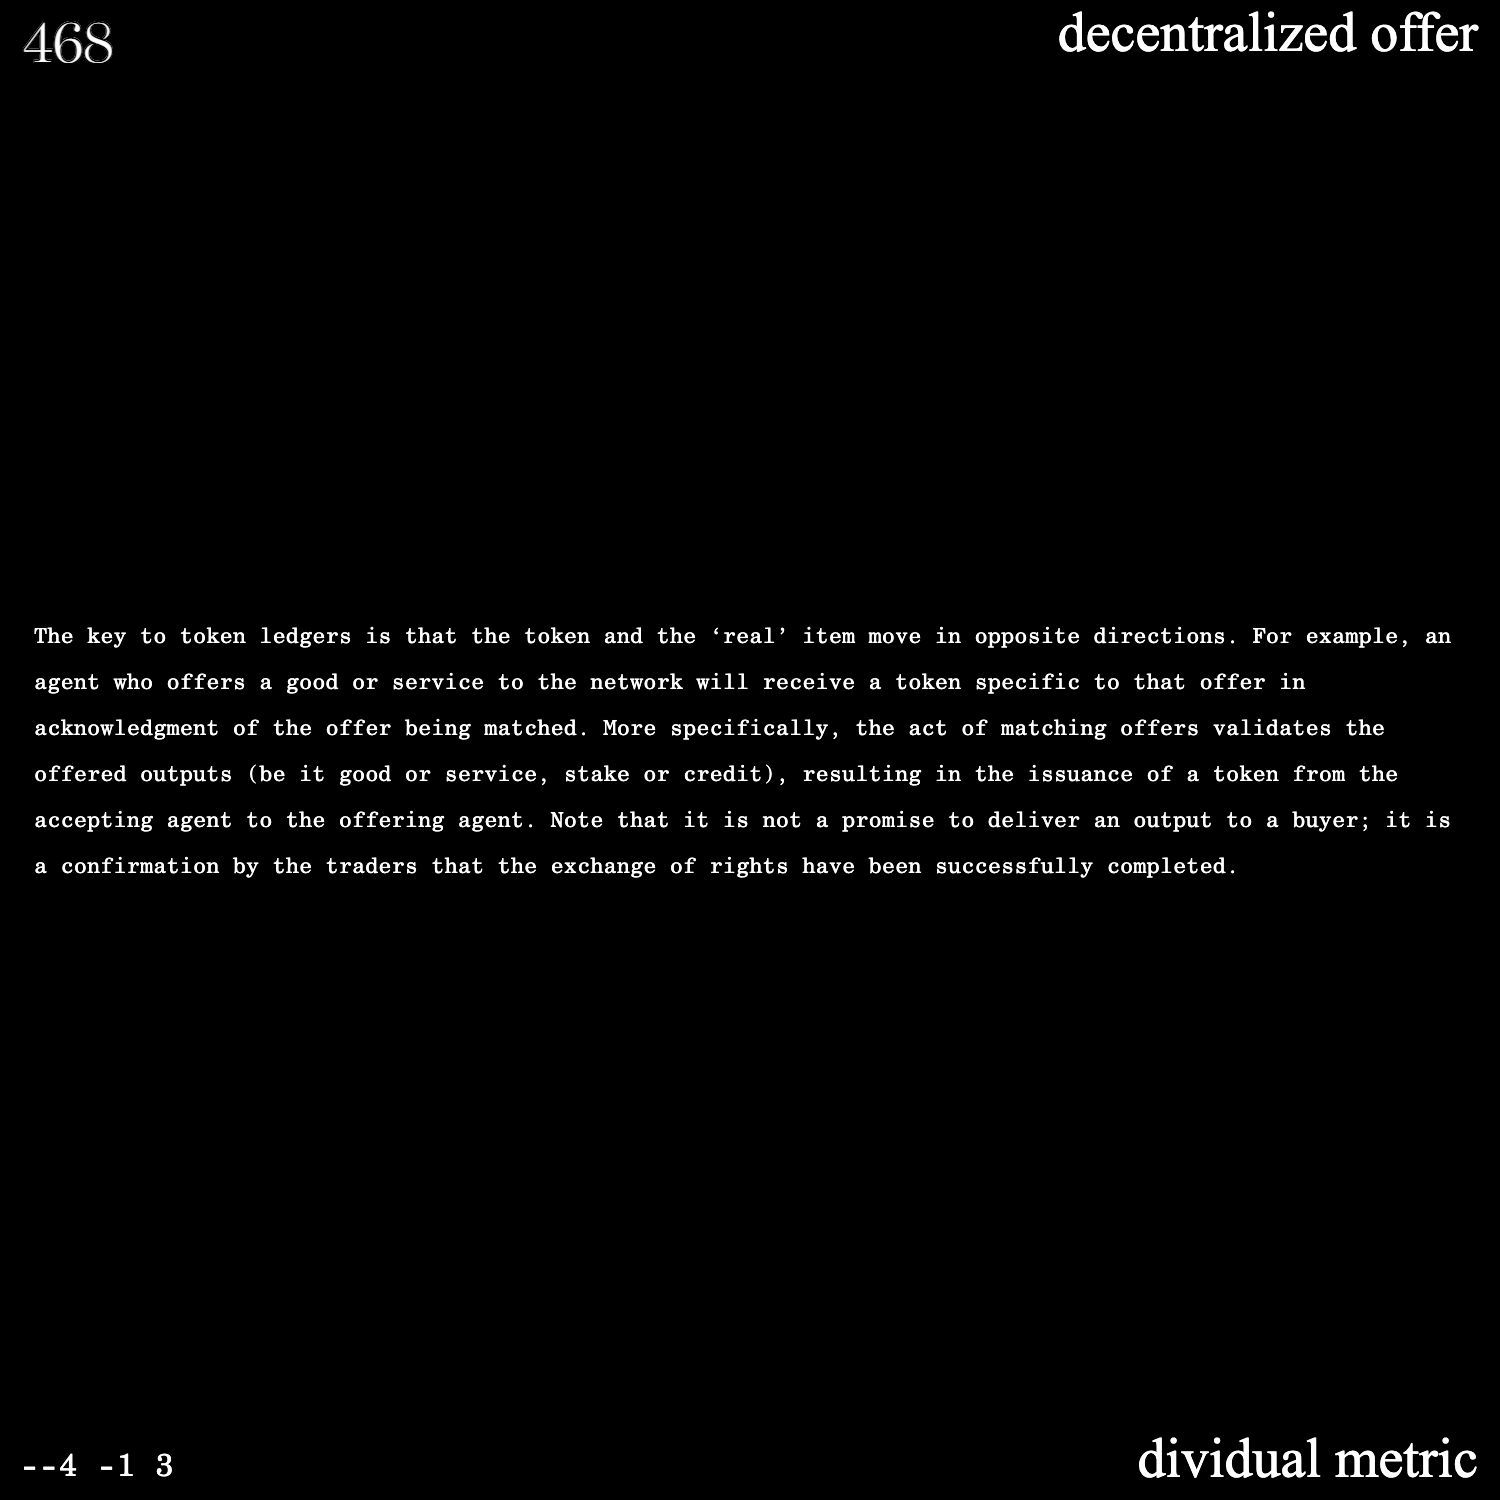 468
decentralized offer
The key to token ledgers is that the token and the ‘real’ item move in opposite directions. For example, an
agent who offers a good or service to the network will receive a token specific to that offer in
acknowledgment of the offer being matched. More specifically, the act of matching offers validates the
offered outputs (be it good or service, stake or credit), resulting in the issuance of a token from the
accepting agent to the offering agent. Note that it is not a promise to deliver an output to a buyer; it is
a confirmation by the traders that the exchange of rights have been successfully completed.
--4 -1 3
dividual metric